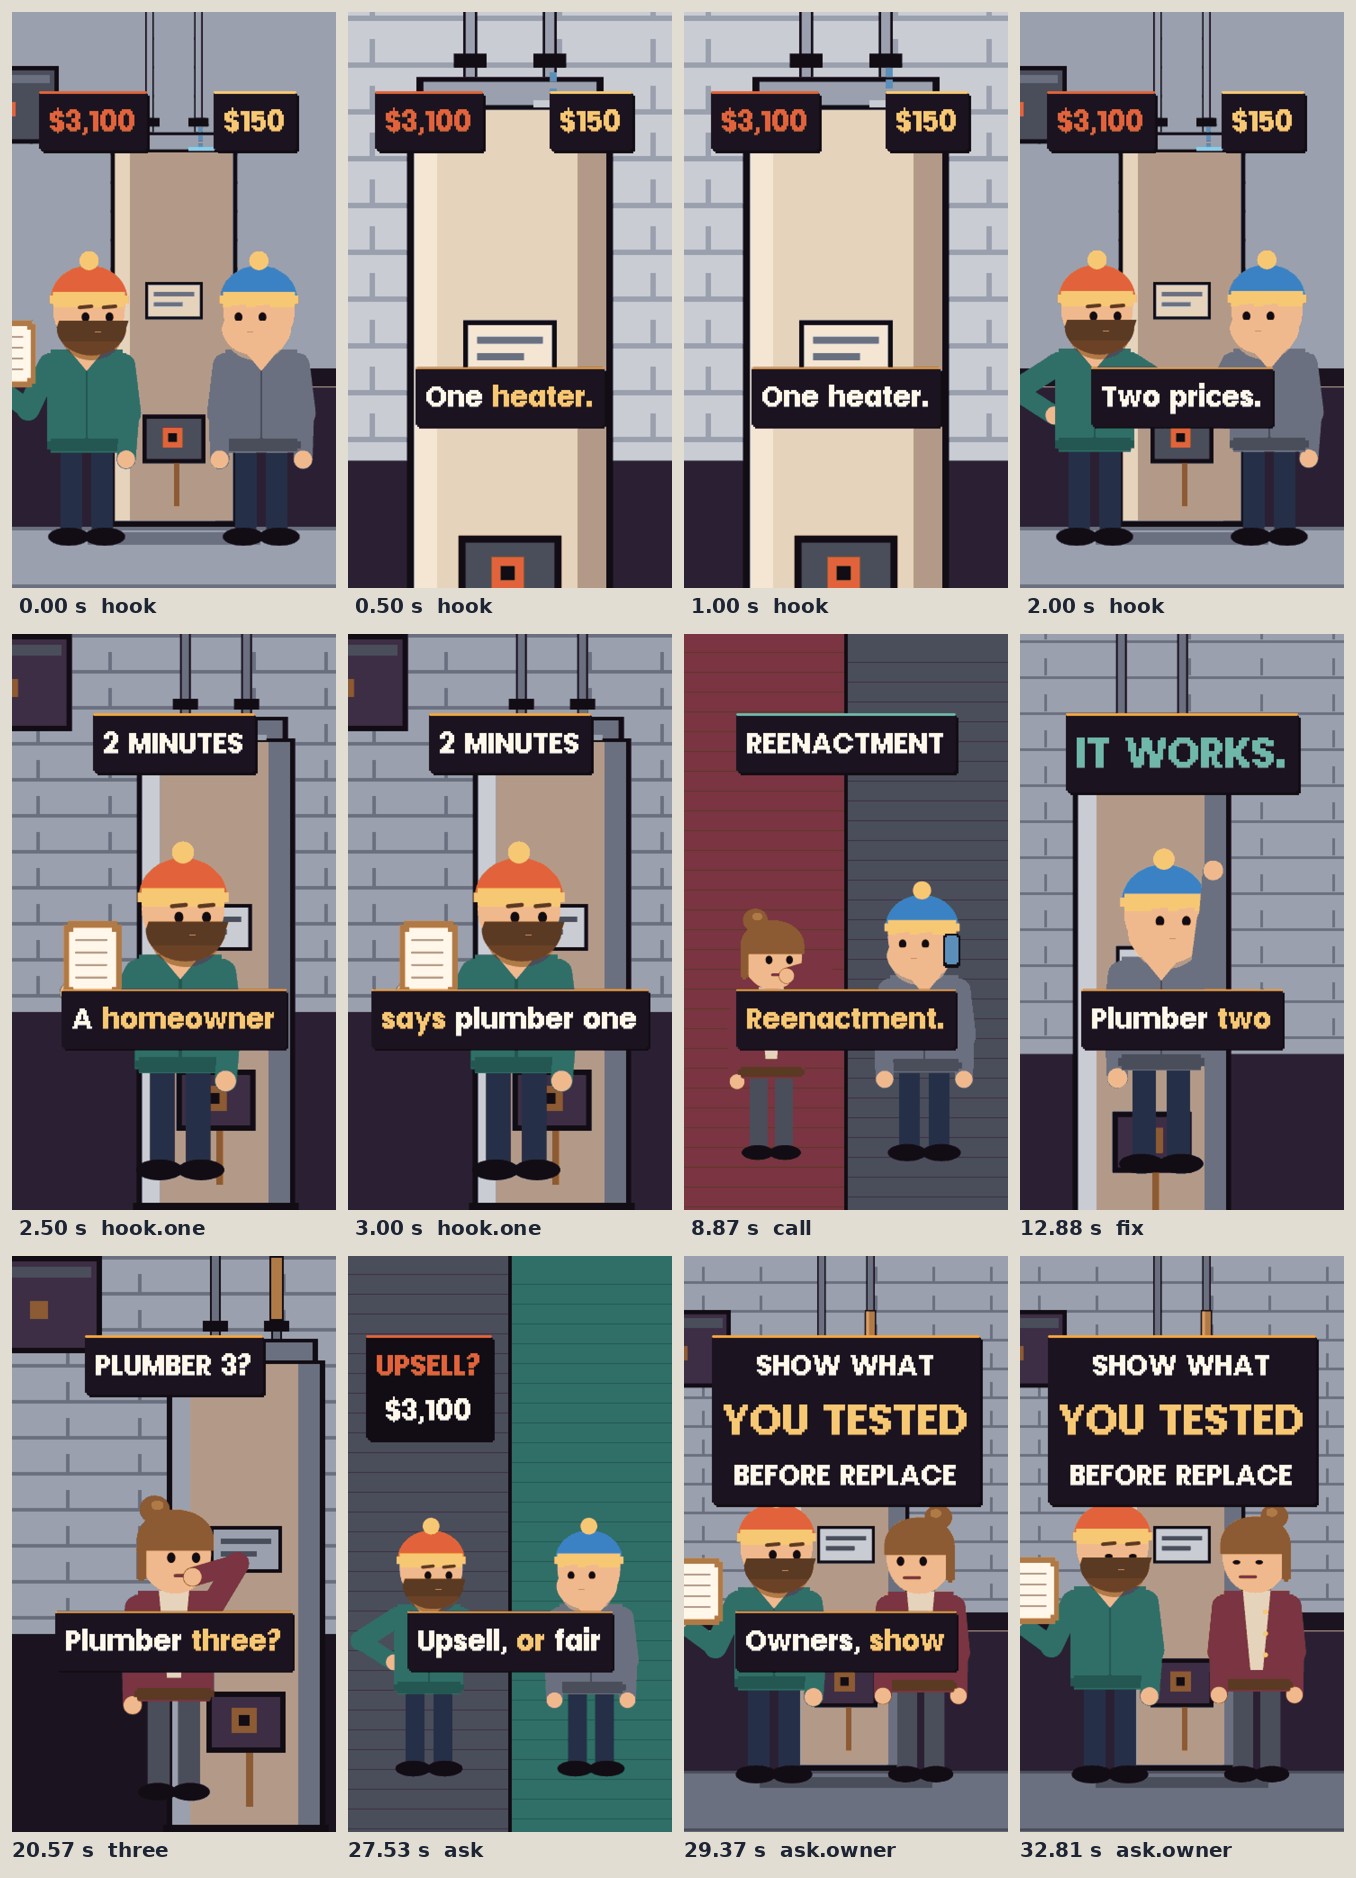 $3,100 $150
0.00 s hook
$3,100 $150
One heater.
0.50 s hook
$3,100 $150
One heater.
1.00 s hook
$3,100 $150
Two prices.
2.00 s hook
2 MINUTES
A homeowner
2.50 s hook.one
2 MINUTES
says plumber one
3.00 s hook.one
REENACTMENT
Reenactment.
8.87 s call
IT WORKS.
Plumber two
12.88 s fix
PLUMBER 3?
Plumber three?
20.57 s three
UPSELL?
$3,100
Upsell, or fair
27.53 s ask
SHOW WHAT
YOU TESTED
BEFORE REPLACE
Owners, show
29.37 s ask.owner
SHOW WHAT
YOU TESTED
BEFORE REPLACE
32.81 s ask.owner